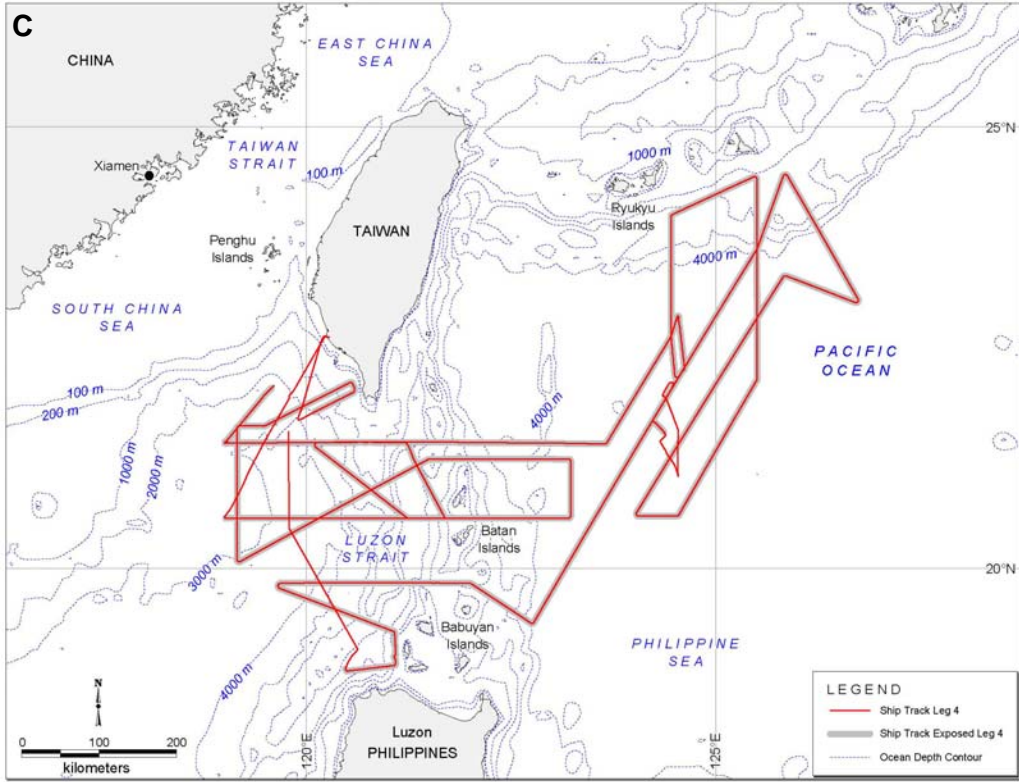 C
CHINA
EAST CHINA
SEA
TAIWAN
STRAIT
100 m
25°N
1000 m
Xiamen
Ryukyu
Islands
TAIWAN
Penghu
Islands
4000 m
SOUTH CHINA
SEA
PACIFIC
OCEAN
100 m
200 m
4000 m
1000 m
2000 m
Batan
Islands
LUZON
STRAIT
3000 m
20°N
Babuyan
Islands
PHILIPPINE
SEA
4000 m
N
LEGEND
Ship Track Leg 4
Ship Track Exposed Leg 4
Ocean Depth Contour
Luzon
PHILIPPINES
0 100 200
kilometers
120°E
125°E